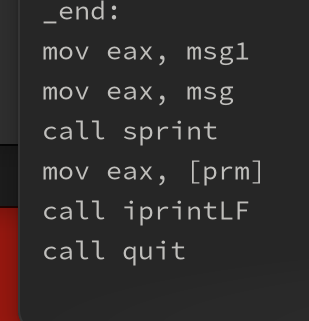 _end:
mov eax, msg1
mov eax, msg
call sprint
mov eax, [prm]
call iprintLF
call quit